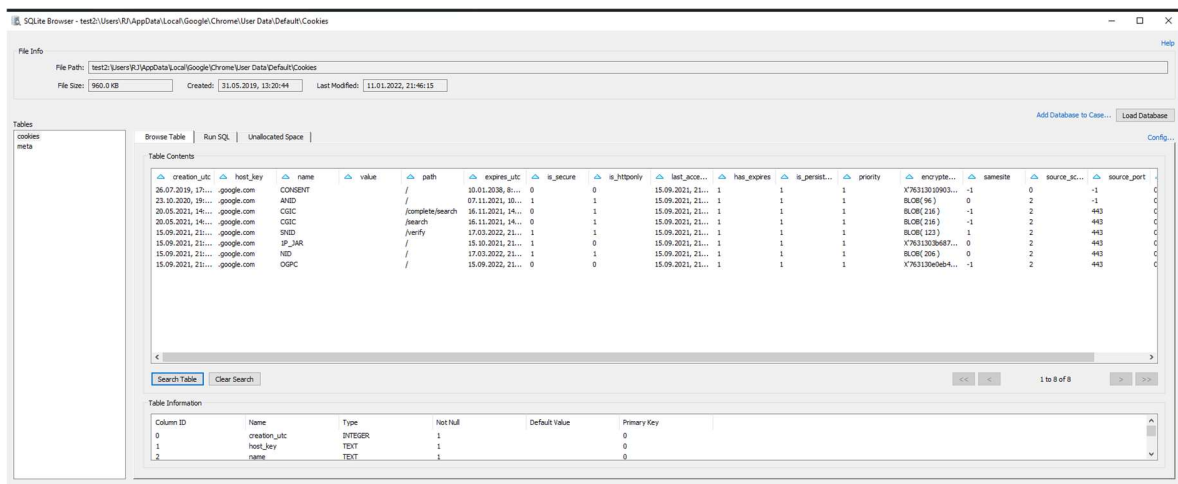 SQLite Browser - test2:\Users\RJ\AppData\Local\Google\Chrome\User Data\Default\Cookies
Help
File Info
File Path: test2:\Users\RJ\AppData\Local\Google\Chrome\User Data\Default\Cookies
File Size: 960.0 KB Created: 31.05.2019, 13:20:44 Last Modified: 11.01.2022, 21:46:15
Add Database to Case... Load Database
Tables
cookies
meta
Browse Table Run SQL Unallocated Space Config...
Table Contents
creation_utc host_key name value path expires_utc is_secure is_httponly last_acce... has_expires is_persist... priority encrypte... samesite source_sc... source_port
26.07.2019, 17:... .google.com CONSENT / 10.01.2038, 8:... 0 0 15.09.2021, 21... 1 1 1 X'76313010903... -1 0 -1 0
23.10.2020, 19:... .google.com ANID / 07.11.2021, 10... 1 1 15.09.2021, 21... 1 1 1 BLOB( 96 ) 0 2 -1 0
20.05.2021, 14:... .google.com CGIC /complete/search 16.11.2021, 14... 0 1 15.09.2021, 21... 1 1 1 BLOB( 216 ) -1 2 443 0
20.05.2021, 14:... .google.com CGIC /search 16.11.2021, 14... 0 1 15.09.2021, 21... 1 1 1 BLOB( 216 ) -1 2 443 0
15.09.2021, 21:... .google.com SNID /verify 17.03.2022, 21... 1 1 15.09.2021, 21... 1 1 1 BLOB( 123 ) 1 2 443 0
15.09.2021, 21:... .google.com 1P_JAR / 15.10.2021, 21... 1 0 15.09.2021, 21... 1 1 1 X'7631303b687... 0 2 443 0
15.09.2021, 21:... .google.com NID / 17.03.2022, 21... 1 1 15.09.2021, 21... 1 1 1 BLOB( 206 ) 0 2 443 0
15.09.2021, 21:... .google.com OGPC / 15.09.2022, 21... 0 0 15.09.2021, 21... 1 1 1 X'763130e0eb4... -1 2 443 0
Search Table Clear Search << < 1 to 8 of 8 > >>
Table Information
Column ID Name Type Not Null Default Value Primary Key
0 creation_utc INTEGER 1 0
1 host_key TEXT 1 0
2 name TEXT 1 0